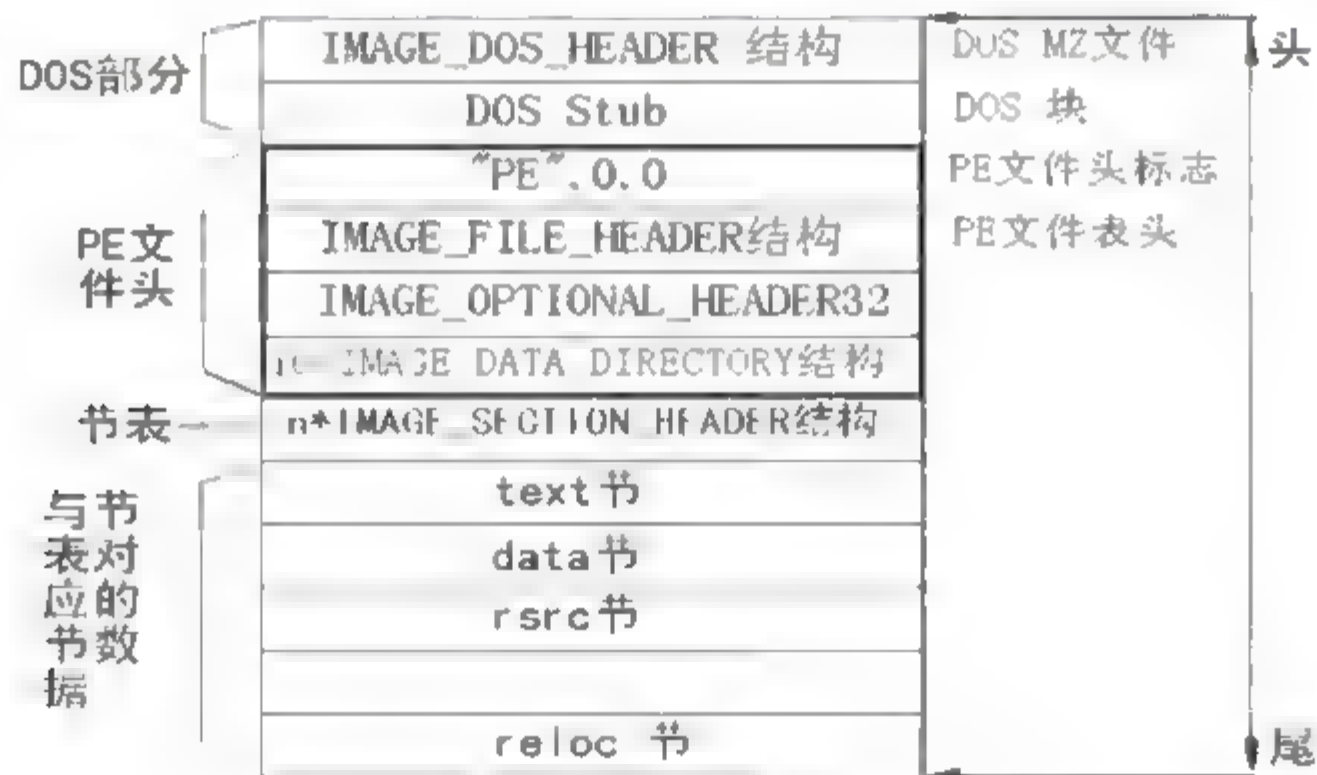 DOS部分
IMAGE_DOS_HEADER 结构
DOS MZ文件
头
DOS Stub
DOS 块
"PE".0.0
PE文件头标志
PE文
件头
IMAGE_FILE_HEADER结构
PE文件表头
IMAGE_OPTIONAL_HEADER32
IMAGE DATA DIRECTORY结构
节表
n*IMAGE_SECTION_HEADER结构
与节
表对
应的
节数
据
text节
data节
rsrc节
reloc 节
尾